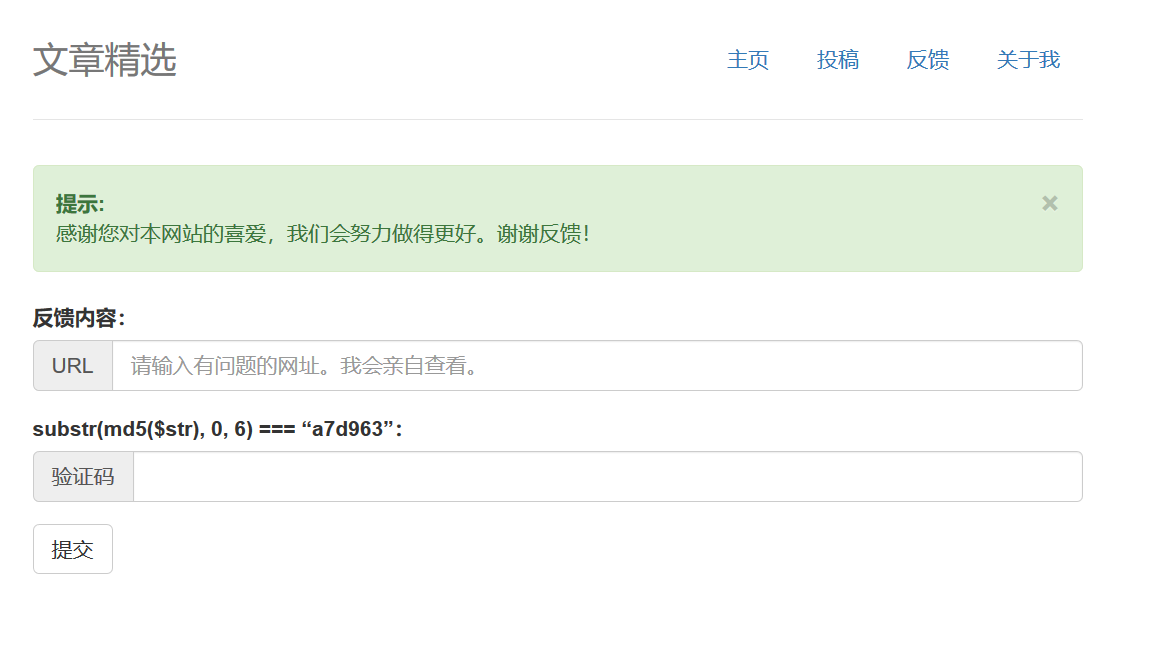 文章精选
主页 投稿 反馈 关于我
提示:
感谢您对本网站的喜爱，我们会努力做得更好。谢谢反馈!
×
反馈内容：
URL 请输入有问题的网址。我会亲自查看。
substr(md5($str), 0, 6) === “a7d963”：
验证码
提交